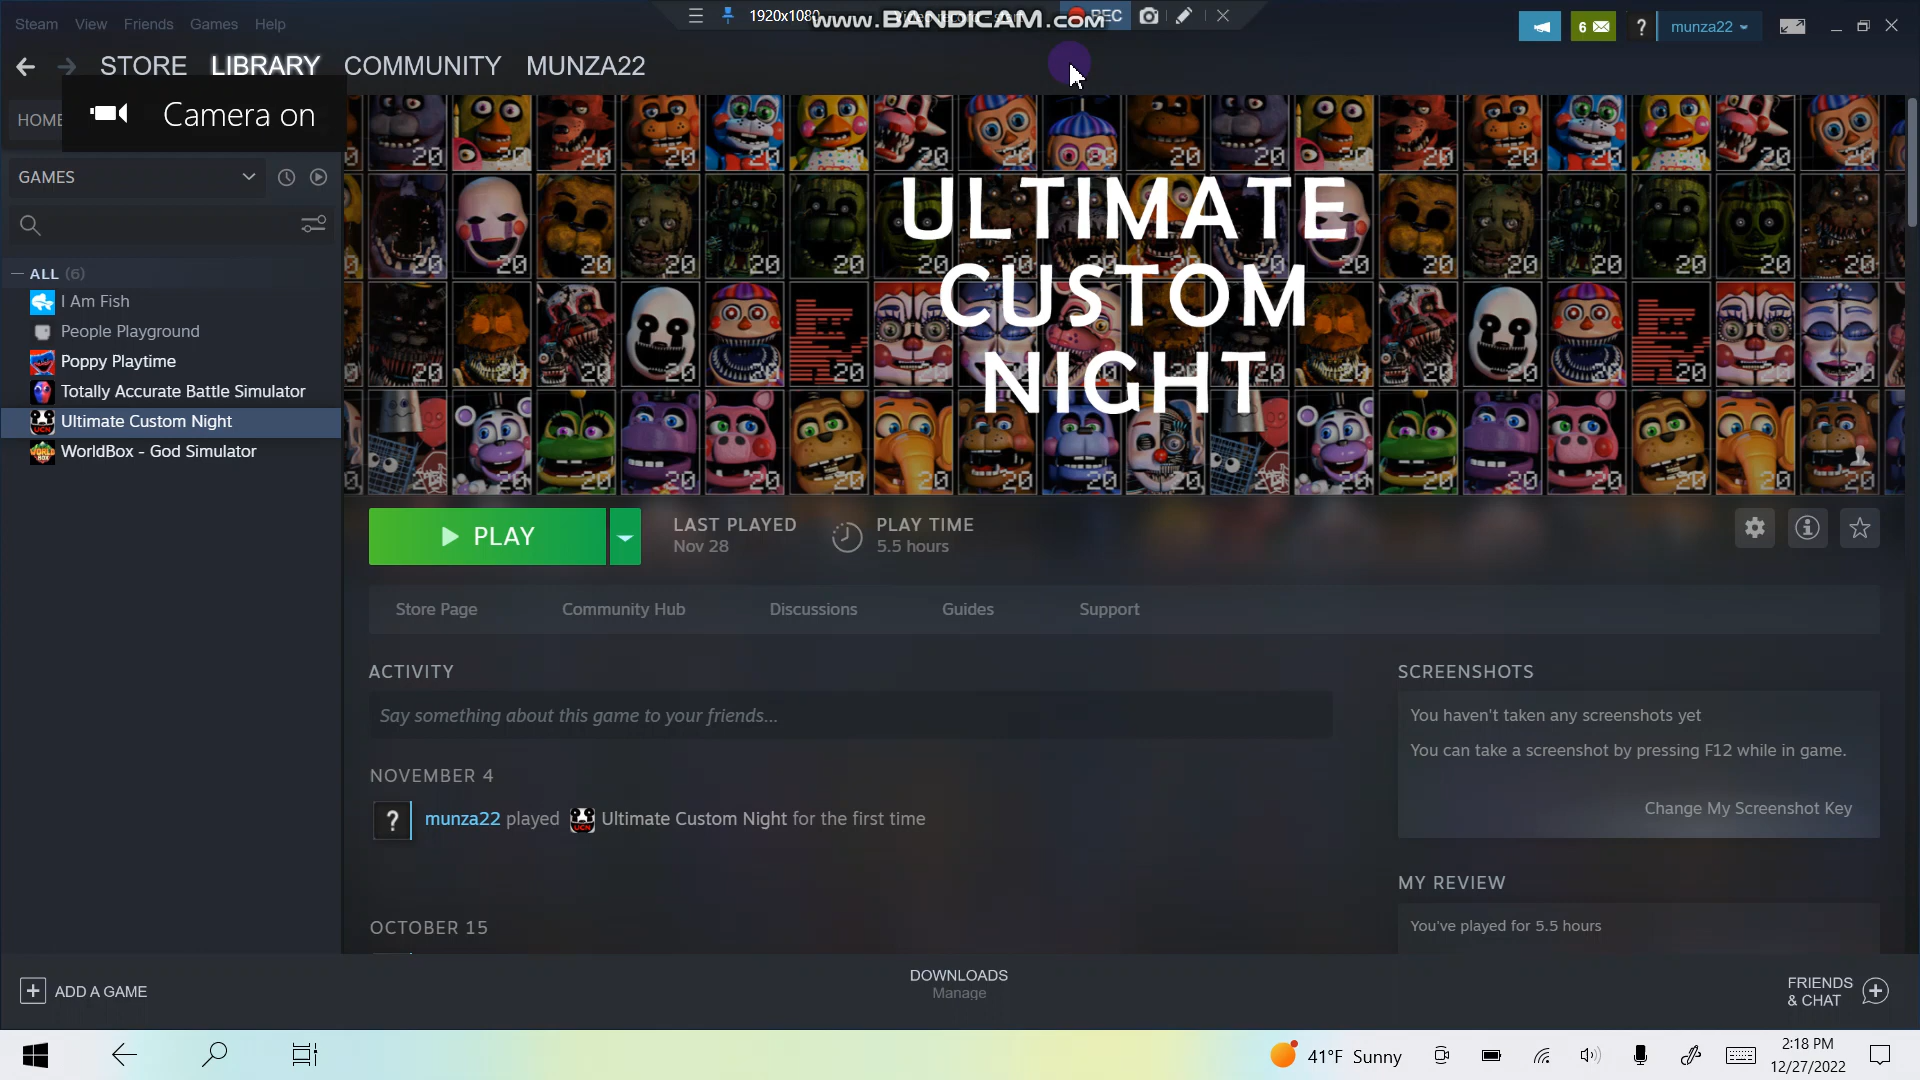 Steam View Friends Games Help
1920x1080
www.BANDICAM.com
REC
6
?
munza22
STORE LIBRARY COMMUNITY MUNZA22
Camera on
HOME
GAMES
ALL (6)
I Am Fish
People Playground
Poppy Playtime
Totally Accurate Battle Simulator
Ultimate Custom Night
WorldBox - God Simulator
ULTIMATE
CUSTOM
NIGHT
PLAY
LAST PLAYED
Nov 28
PLAY TIME
5.5 hours
Store Page Community Hub Discussions Guides Support
ACTIVITY
Say something about this game to your friends...
NOVEMBER 4
munza22 played Ultimate Custom Night for the first time
OCTOBER 15
SCREENSHOTS
You haven't taken any screenshots yet
You can take a screenshot by pressing F12 while in game.
Change My Screenshot Key
MY REVIEW
You've played for 5.5 hours
ADD A GAME
DOWNLOADS
Manage
FRIENDS
& CHAT
41°F Sunny
2:18 PM
12/27/2022